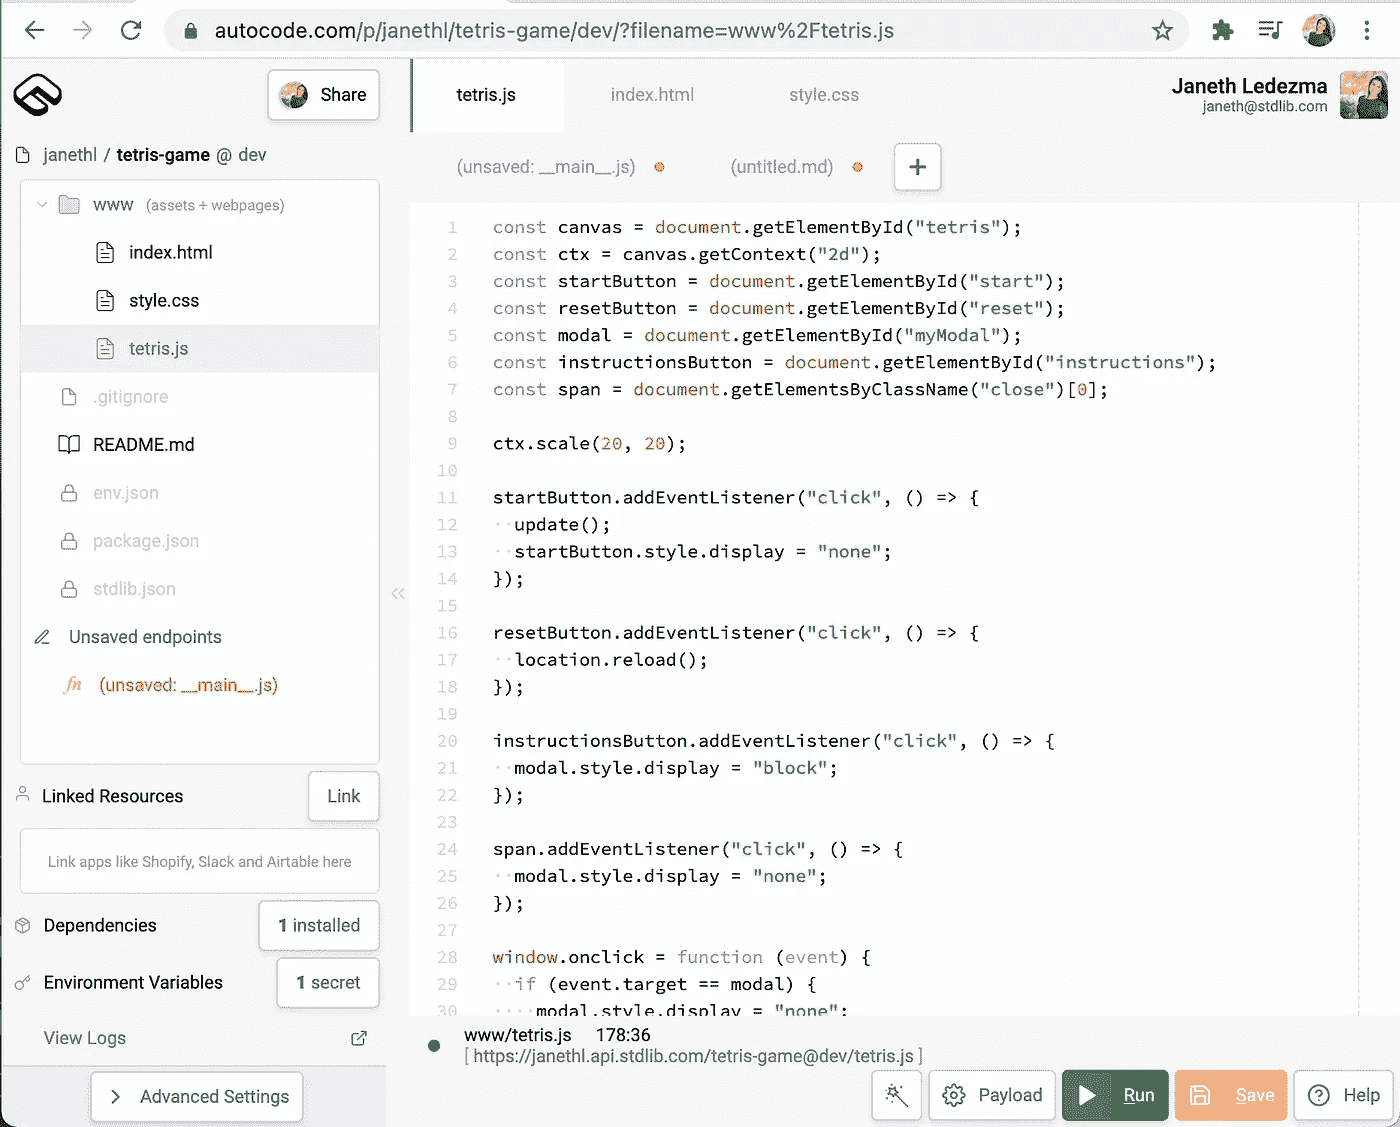 autocode.com/p/janethl/tetris-game/dev/?filename=www%2Ftetris.js
Share
tetris.js
index.html
style.css
Janeth Ledezma
janeth@stdlib.com
janethl / tetris-game @ dev
(unsaved: __main__.js)
(untitled.md)
+
www (assets + webpages)
index.html
style.css
tetris.js
.gitignore
README.md
env.json
package.json
stdlib.json
Unsaved endpoints
fn (unsaved: __main__.js)
Linked Resources
Link
Link apps like Shopify, Slack and Airtable here
Dependencies
1 installed
Environment Variables
1 secret
View Logs
Advanced Settings
1 const canvas = document.getElementById("tetris");
2 const ctx = canvas.getContext("2d");
3 const startButton = document.getElementById("start");
4 const resetButton = document.getElementById("reset");
5 const modal = document.getElementById("myModal");
6 const instructionsButton = document.getElementById("instructions");
7 const span = document.getElementsByClassName("close")[0];
8
9 ctx.scale(20, 20);
10
11 startButton.addEventListener("click", () => {
12 ··update();
13 ··startButton.style.display = "none";
14 });
15
16 resetButton.addEventListener("click", () => {
17 ··location.reload();
18 });
19
20 instructionsButton.addEventListener("click", () => {
21 ··modal.style.display = "block";
22 });
23
24 span.addEventListener("click", () => {
25 ··modal.style.display = "none";
26 });
27
28 window.onclick = function (event) {
29 ··if (event.target == modal) {
30 ····modal.style.display = "none";
www/tetris.js 178:36
[ https://janethl.api.stdlib.com/tetris-game@dev/tetris.js ]
Payload
Run
Save
Help